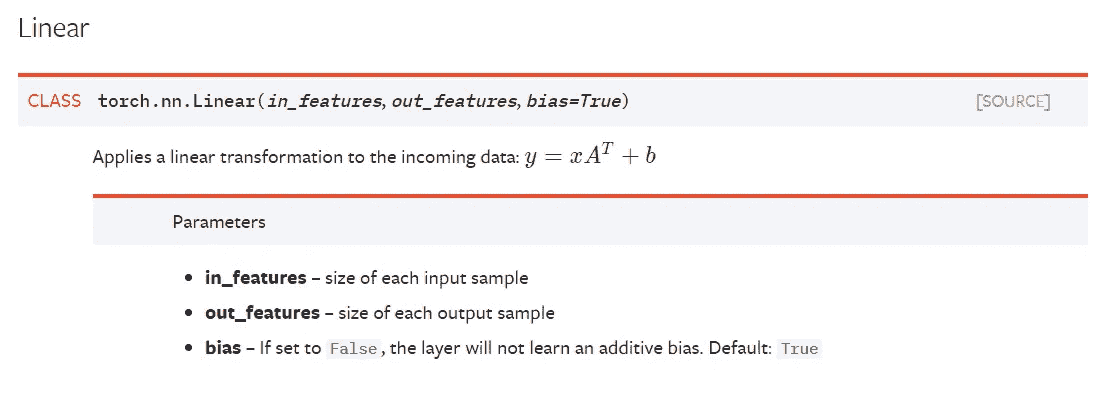 Linear
CLASS torch.nn.Linear(in_features, out_features, bias=True) [SOURCE]
Applies a linear transformation to the incoming data: y = xA^T + b
Parameters
• in_features – size of each input sample
• out_features – size of each output sample
• bias – If set to False, the layer will not learn an additive bias. Default: True